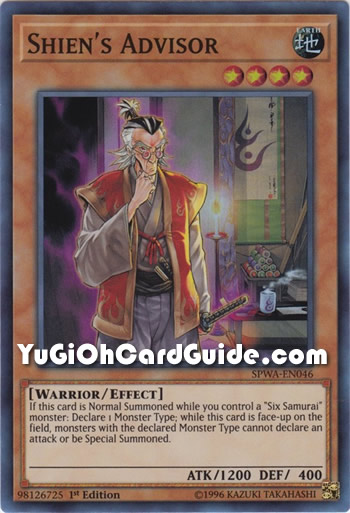 Shien's Advisor
EARTH
地
YuGiOhCardGuide.com
SPWA-EN046
[Warrior/Effect]
If this card is Normal Summoned while you control a "Six Samurai"
monster: Declare 1 Monster Type; while this card is face-up on the
field, monsters with the declared Monster Type cannot declare an
attack or be Special Summoned.
ATK/1200 DEF/ 400
98126725 1st Edition ©1996 KAZUKI TAKAHASHI